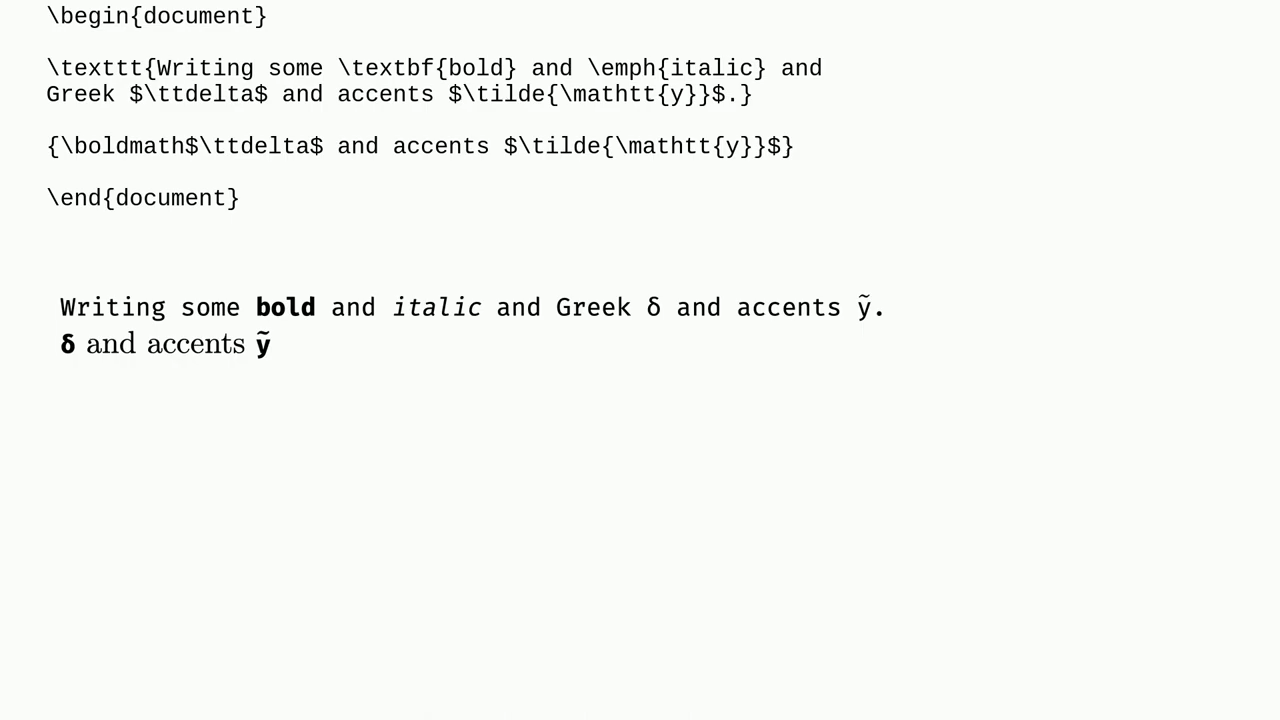 \begin{document}
\texttt{Writing some \textbf{bold} and \emph{italic} and
Greek $\ttdelta$ and accents $\tilde{\mathtt{y}}$.}
{\boldmath$\ttdelta$ and accents $\tilde{\mathtt{y}}$}
\end{document}
Writing some bold and italic and Greek δ and accents ỹ.
δ and accents ỹ